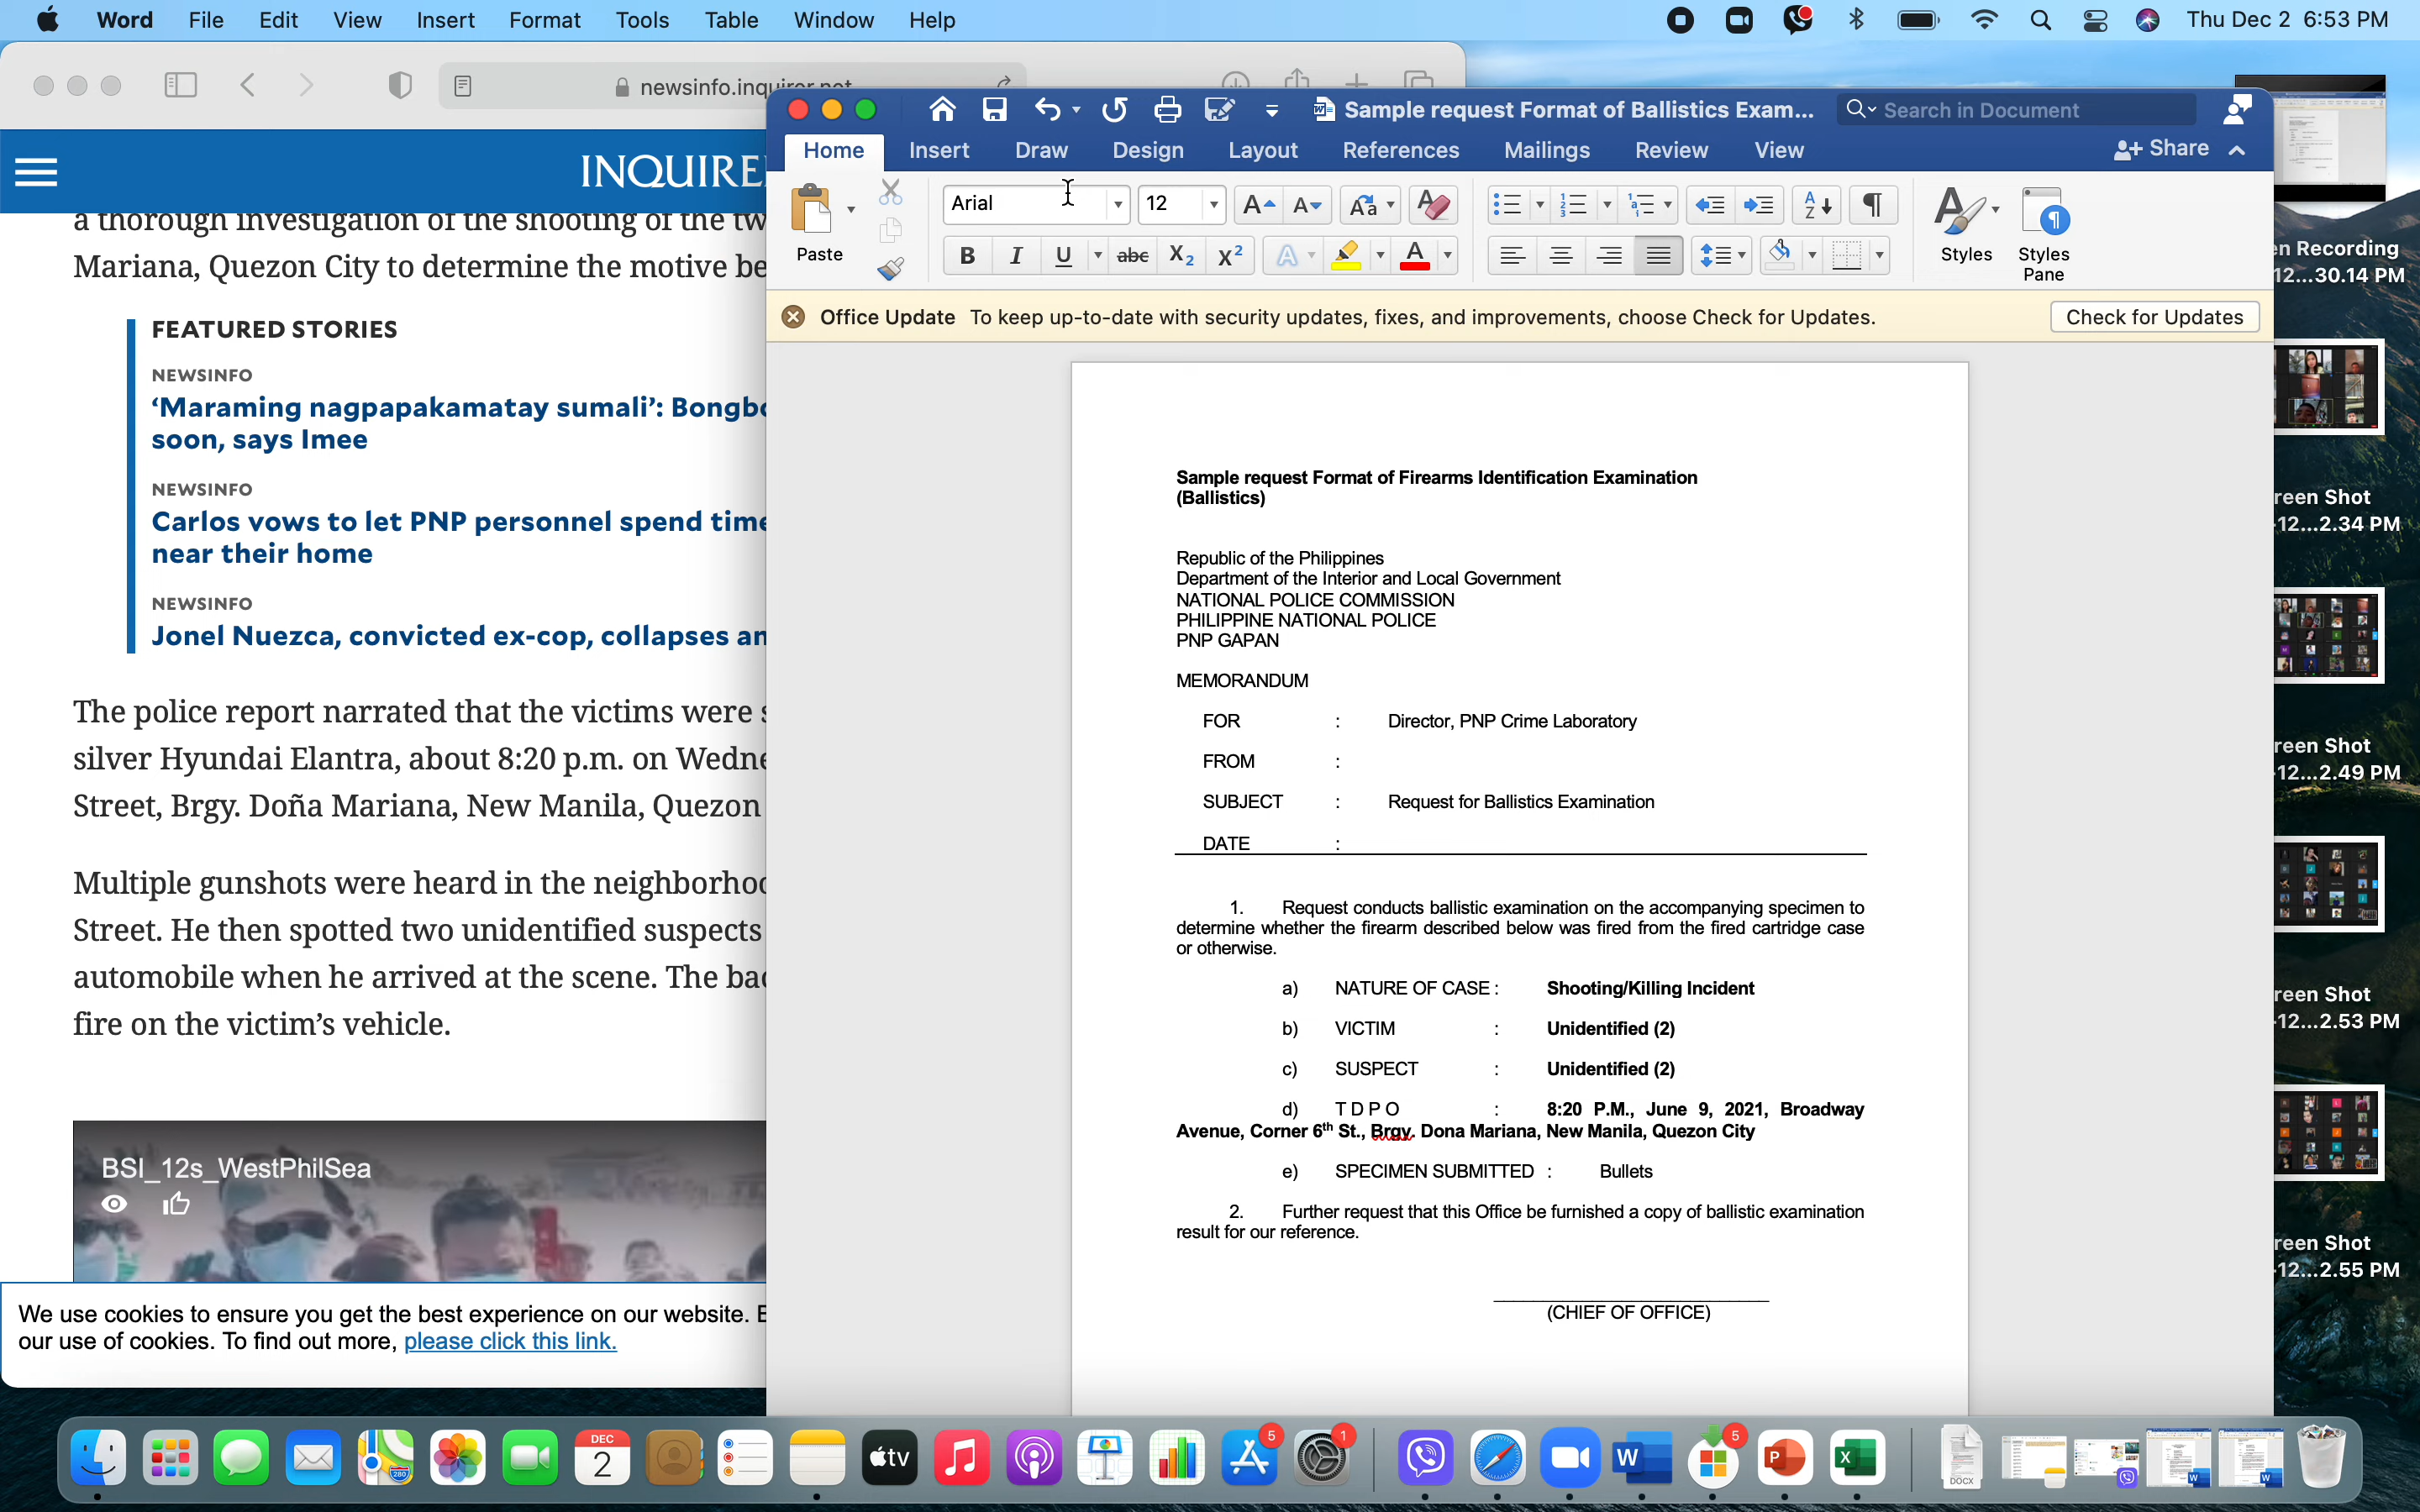 Word File Edit View Insert Format Tools Table Window Help
Thu Dec 2 6:53 PM
INQUIRE
a thorough investigation of the shooting of the tw
Mariana, Quezon City to determine the motive be
FEATURED STORIES
NEWSINFO
‘Maraming nagpapakamatay sumali’: Bongb
soon, says Imee
NEWSINFO
Carlos vows to let PNP personnel spend time
near their home
NEWSINFO
Jonel Nuezca, convicted ex-cop, collapses an
The police report narrated that the victims were s
silver Hyundai Elantra, about 8:20 p.m. on Wedne
Street, Brgy. Doña Mariana, New Manila, Quezon
Multiple gunshots were heard in the neighborhoo
Street. He then spotted two unidentified suspects
automobile when he arrived at the scene. The bac
fire on the victim’s vehicle.
BSI_12s_WestPhilSea
We use cookies to ensure you get the best experience on our website. B
our use of cookies. To find out more, please click this link.
Sample request Format of Ballistics Exam...
Search in Document
Home Insert Draw Design Layout References Mailings Review View
Share
Paste
Arial
12
Styles
Styles
Pane
Office Update To keep up-to-date with security updates, fixes, and improvements, choose Check for Updates.
Check for Updates
Sample request Format of Firearms Identification Examination
(Ballistics)
Republic of the Philippines
Department of the Interior and Local Government
NATIONAL POLICE COMMISSION
PHILIPPINE NATIONAL POLICE
PNP GAPAN
MEMORANDUM
FOR : Director, PNP Crime Laboratory
FROM :
SUBJECT : Request for Ballistics Examination
DATE :
1. Request conducts ballistic examination on the accompanying specimen to
determine whether the firearm described below was fired from the fired cartridge case
or otherwise.
a) NATURE OF CASE : Shooting/Killing Incident
b) VICTIM : Unidentified (2)
c) SUSPECT : Unidentified (2)
d) T D P O : 8:20 P.M., June 9, 2021, Broadway
Avenue, Corner 6th St., Brgy. Dona Mariana, New Manila, Quezon City
e) SPECIMEN SUBMITTED : Bullets
2. Further request that this Office be furnished a copy of ballistic examination
result for our reference.
(CHIEF OF OFFICE)
en Recording
12...30.14 PM
reen Shot
-12...2.34 PM
reen Shot
-12...2.49 PM
reen Shot
-12...2.53 PM
reen Shot
-12...2.55 PM
DEC
2
tv
5
1
5
DOCX